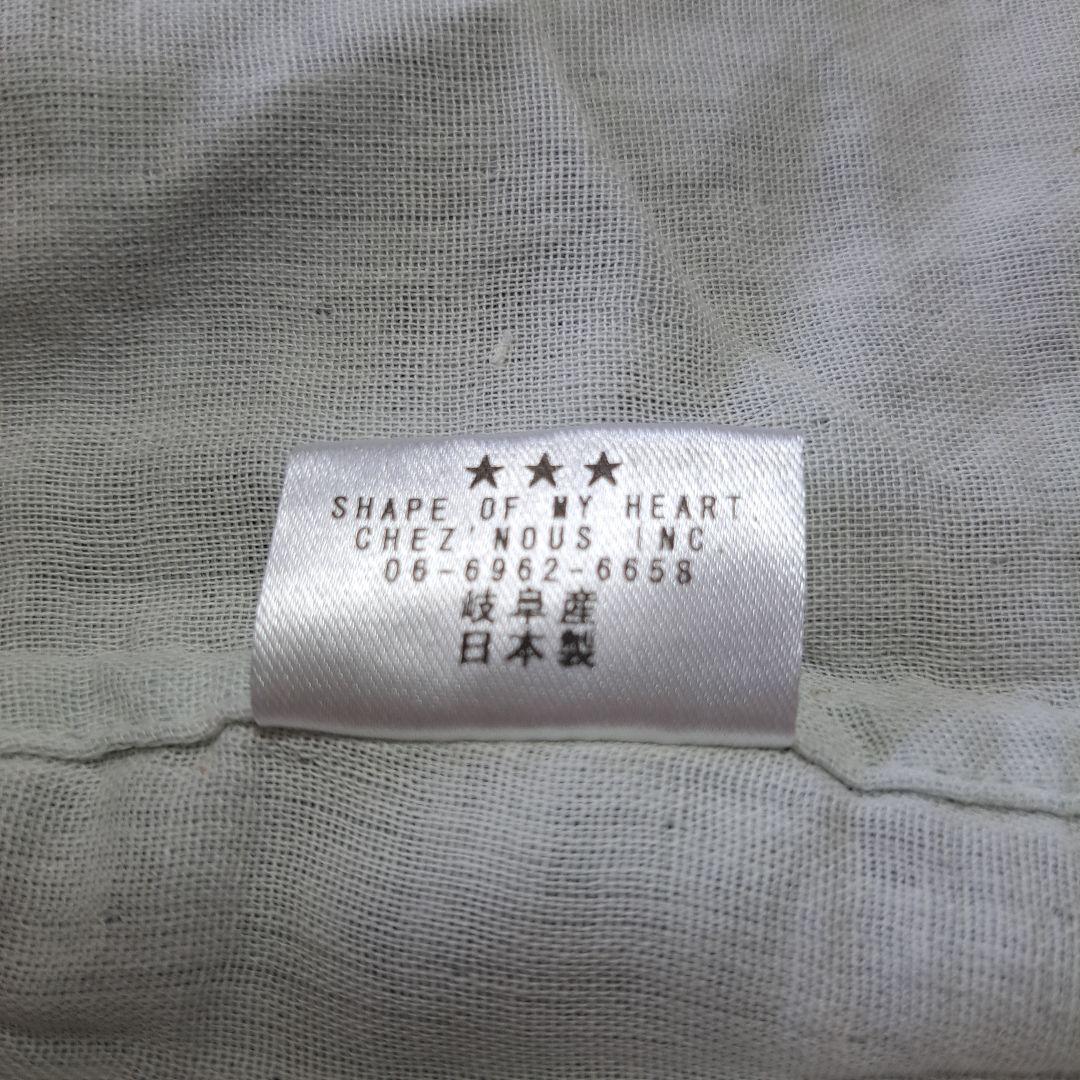 ★★★
SHAPE OF MY HEART
CHEZ'NOUS INC
06-6962-6658
岐阜産
日本製